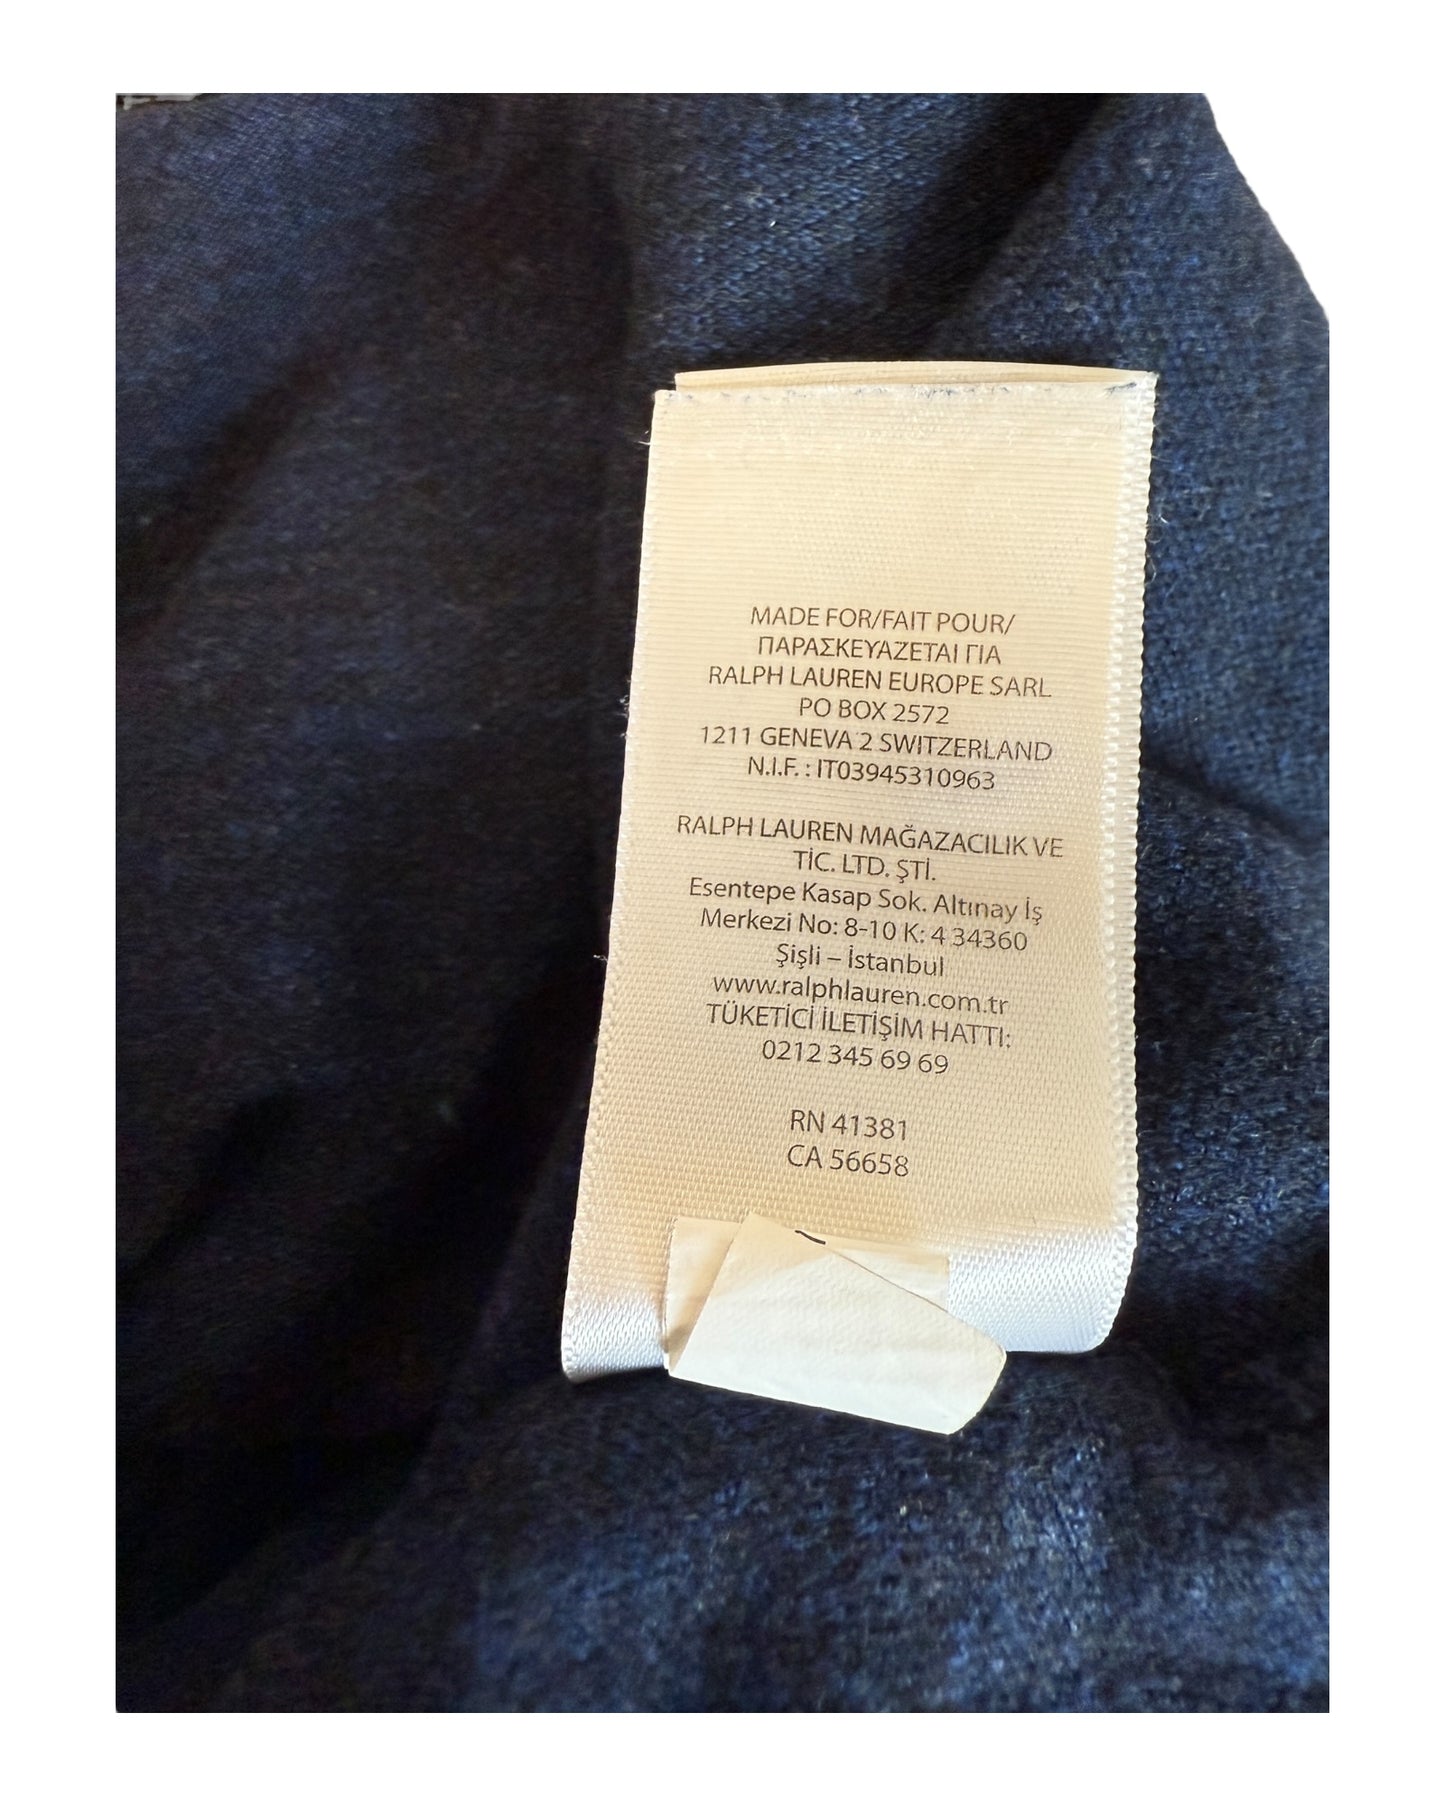 MADE FOR/FAIT POUR/
ΠΑΡΑΣΚΕΥΑΖΕΤΑΙ ΓΙΑ
RALPH LAUREN EUROPE SARL
PO BOX 2572
1211 GENEVA 2 SWITZERLAND
N.I.F. : IT03945310963
RALPH LAUREN MAĞAZACILIK VE
TİC. LTD. ŞTİ.
Esentepe Kasap Sok. Altınay İş
Merkezi No: 8-10 K: 4 34360
Şişli – İstanbul
www.ralphlauren.com.tr
TÜKETİCİ İLETİŞİM HATTI:
0212 345 69 69
RN 41381
CA 56658